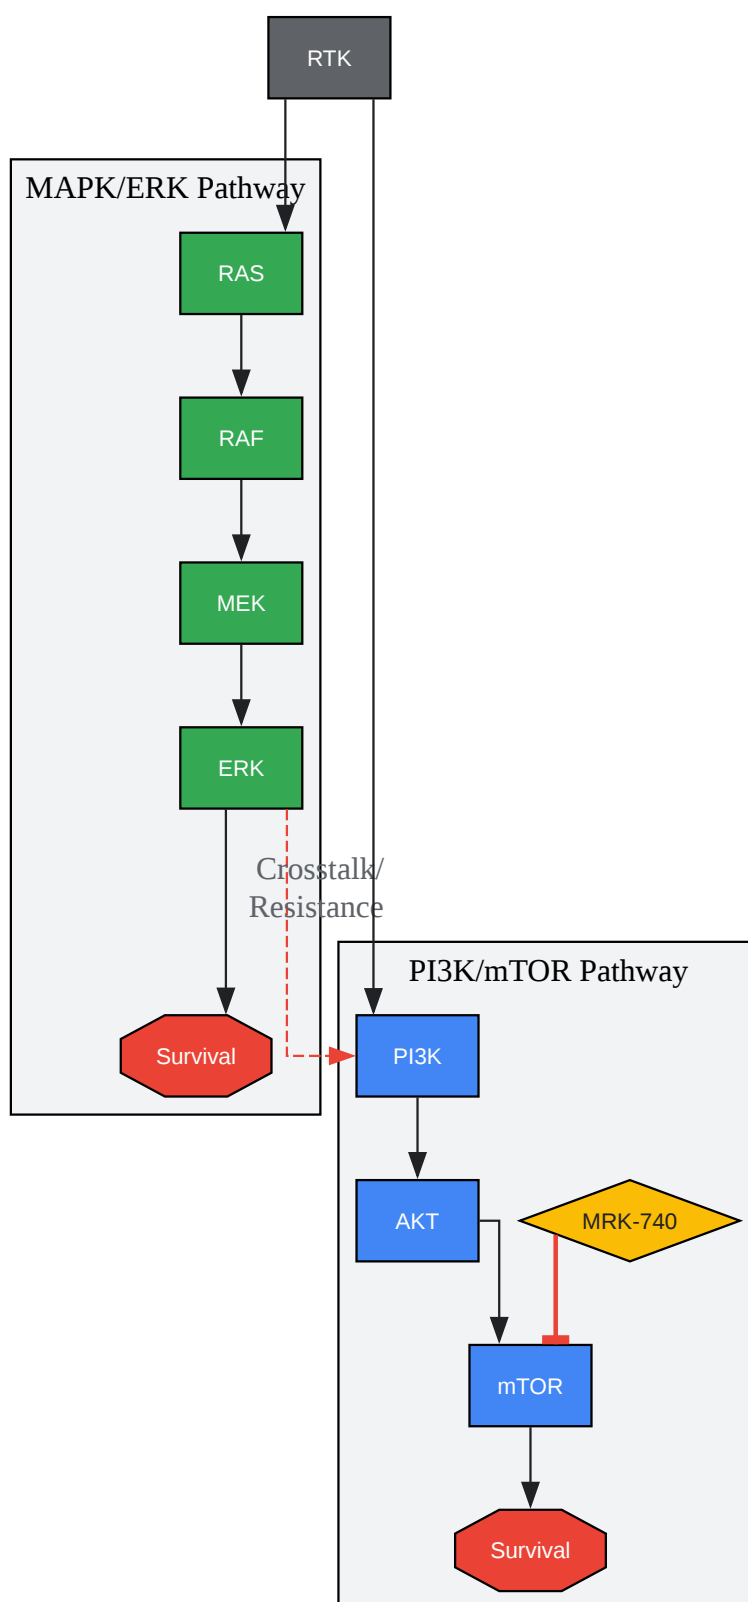 RTK
MAPK/ERK Pathway
RAS
RAF
MEK
ERK
Crosstalk/
Resistance
Survival
PI3K/mTOR Pathway
PI3K
AKT
MRK-740
mTOR
Survival